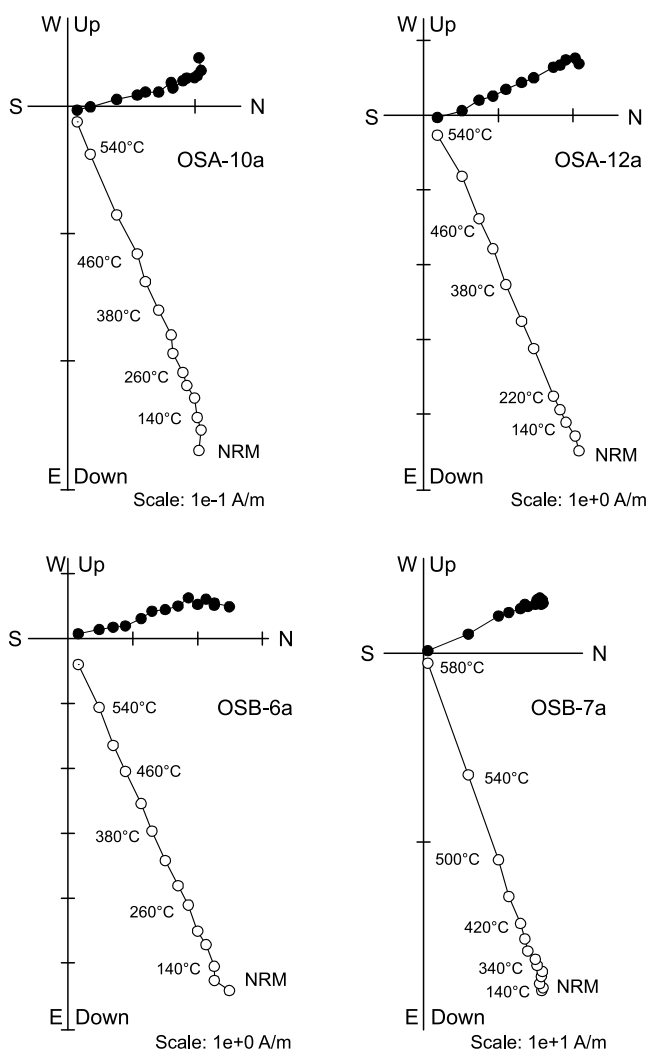 W Up
S N
540°C
OSA-10a
460°C
380°C
260°C
140°C
NRM
E Down
Scale: 1e-1 A/m
W Up
S N
540°C
OSA-12a
460°C
380°C
220°C
140°C
NRM
E Down
Scale: 1e+0 A/m
W Up
S N
540°C
OSB-6a
460°C
380°C
260°C
140°C
NRM
E Down
Scale: 1e+0 A/m
W Up
S N
580°C
OSB-7a
540°C
500°C
420°C
340°C
NRM
140°C
E Down
Scale: 1e+1 A/m